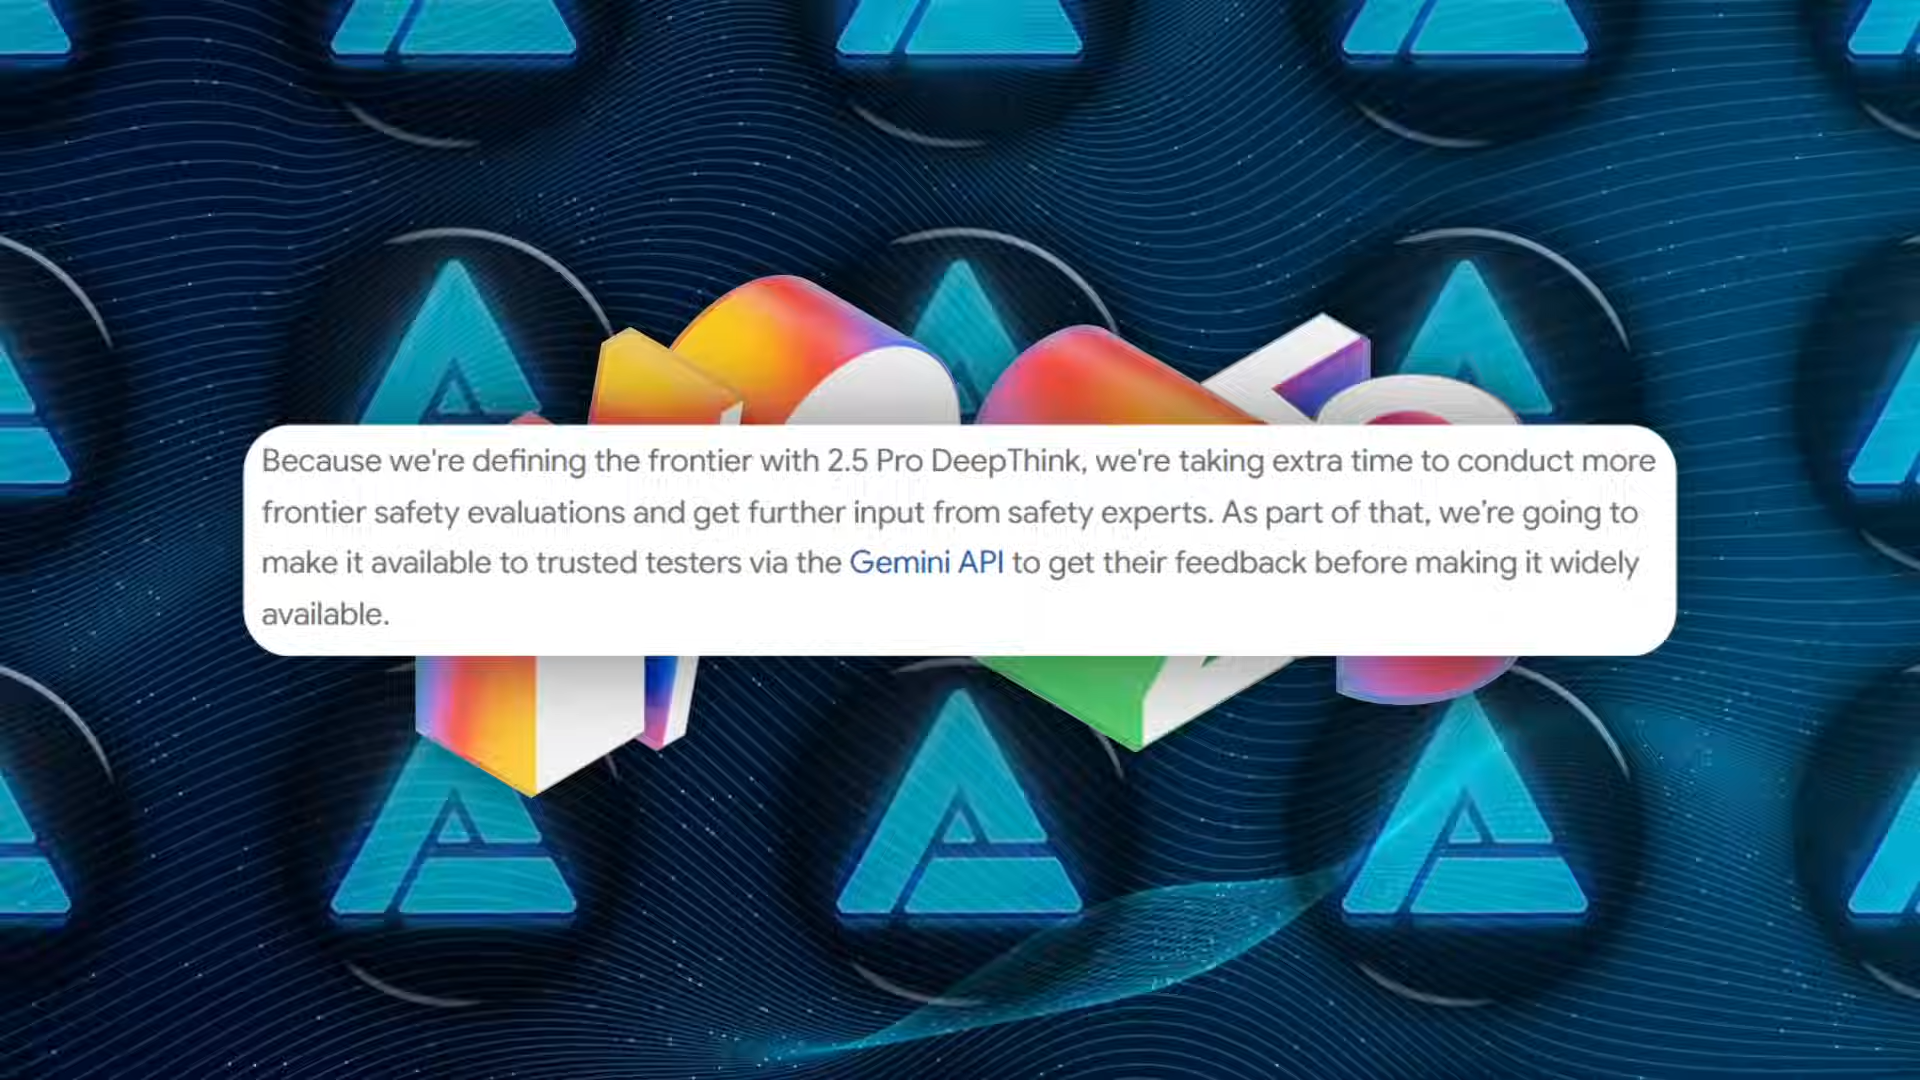 Because we're defining the frontier with 2.5 Pro DeepThink, we're taking extra time to conduct more
frontier safety evaluations and get further input from safety experts. As part of that, we're going to
make it available to trusted testers via the Gemini API to get their feedback before making it widely
available.